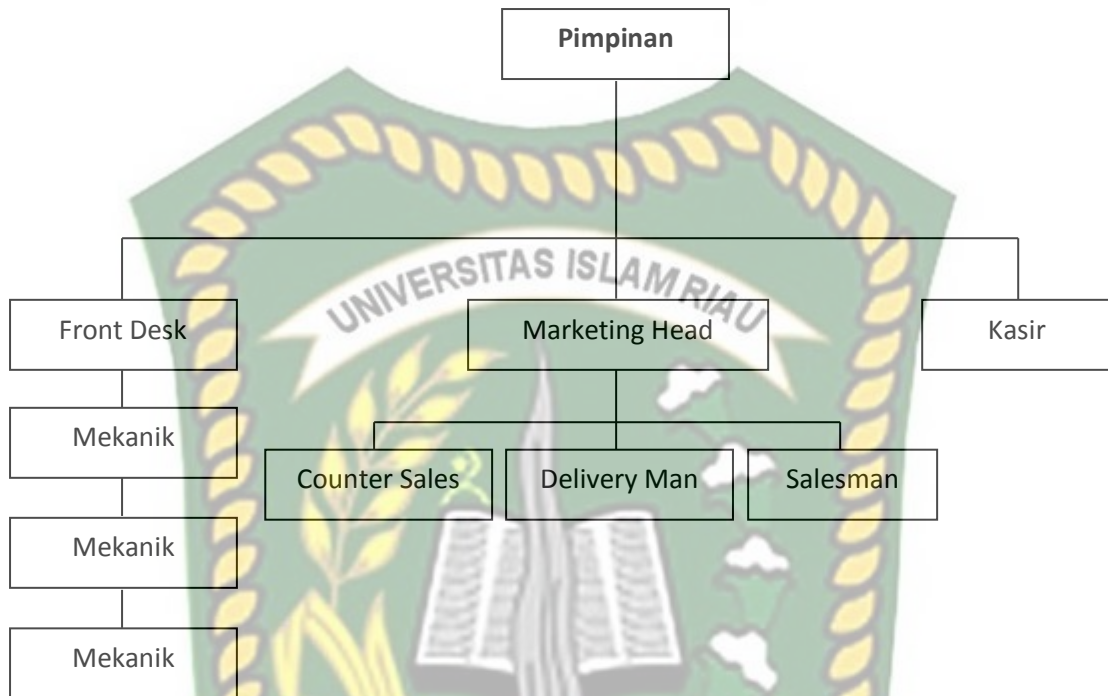 Pimpinan
UNIVERSITAS ISLAM RIAU
Front Desk
Marketing Head
Kasir
Mekanik
Counter Sales
Delivery Man
Salesman
Mekanik
Mekanik